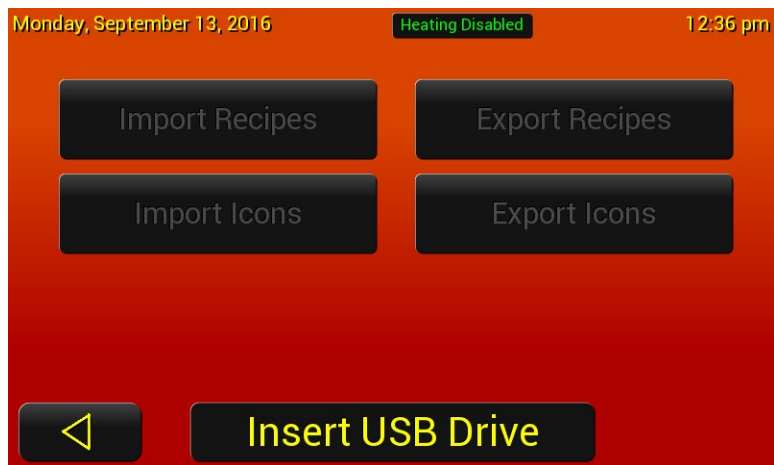 Monday, September 13, 2016 Heating Disabled 12:36 pm
Import Recipes Export Recipes
Import Icons Export Icons
Insert USB Drive